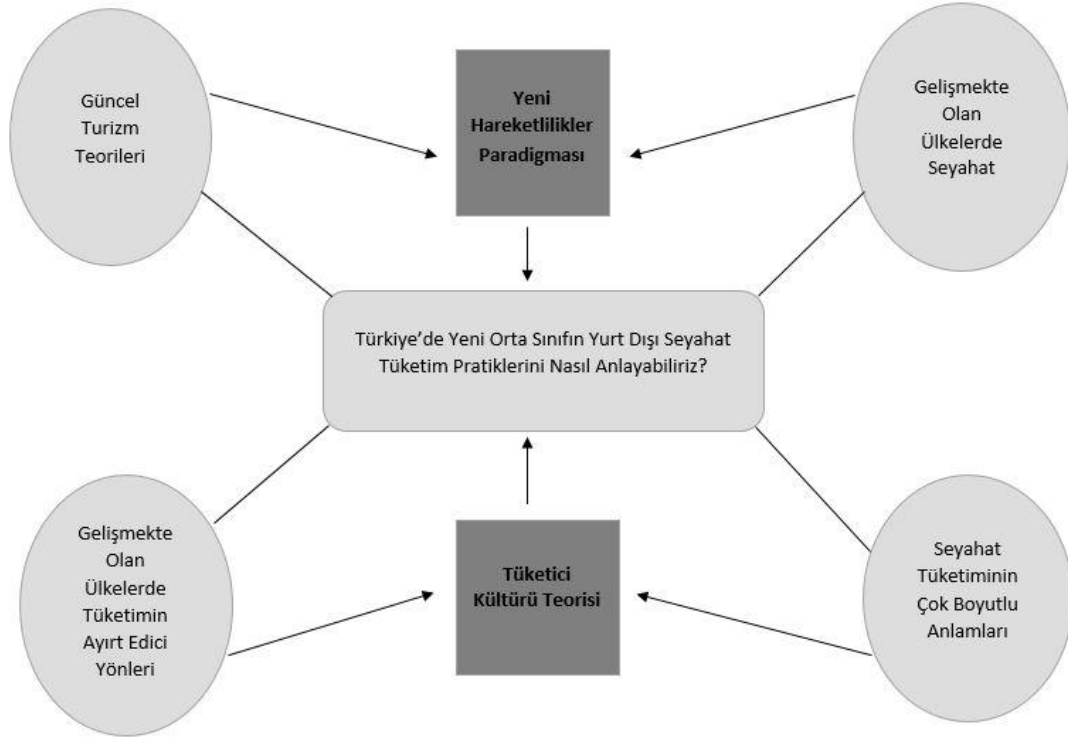 Güncel
Turizm
Teorileri
Yeni
Hareketlilikler
Paradigması
Gelişmekte
Olan
Ülkelerde
Seyahat
Türkiye’de Yeni Orta Sınıfın Yurt Dışı Seyahat
Tüketim Pratiklerini Nasıl Anlayabiliriz?
Gelişmekte
Olan
Ülkelerde
Tüketimin
Ayırt Edici
Yönleri
Tüketici
Kültürü Teorisi
Seyahat
Tüketiminin
Çok Boyutlu
Anlamları